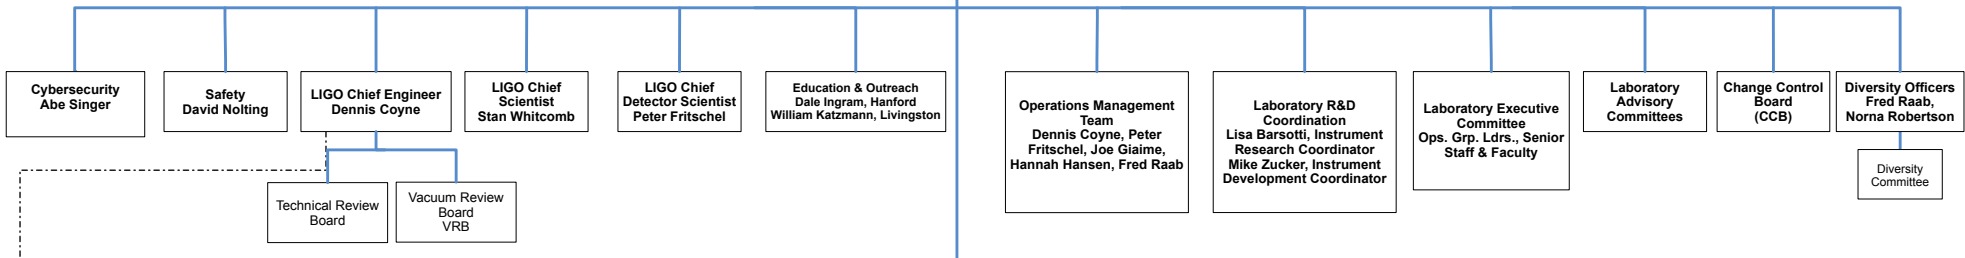 Cybersecurity
Abe Singer
Safety
David Nolting
LIGO Chief Engineer
Dennis Coyne
LIGO Chief
Scientist
Stan Whitcomb
LIGO Chief
Detector Scientist
Peter Fritschel
Education & Outreach
Dale Ingram, Hanford
William Katzmann, Livingston
Operations Management
Team
Dennis Coyne, Peter
Fritschel, Joe Giaime,
Hannah Hansen, Fred Raab
Laboratory R&D
Coordination
Lisa Barsotti, Instrument
Research Coordinator
Mike Zucker, Instrument
Development Coordinator
Laboratory Executive
Committee
Ops. Grp. Ldrs., Senior
Staff & Faculty
Laboratory
Advisory
Committees
Change Control
Board
(CCB)
Diversity Officers
Fred Raab,
Norna Robertson
Technical Review
Board
Vacuum Review
Board
VRB
Diversity
Committee